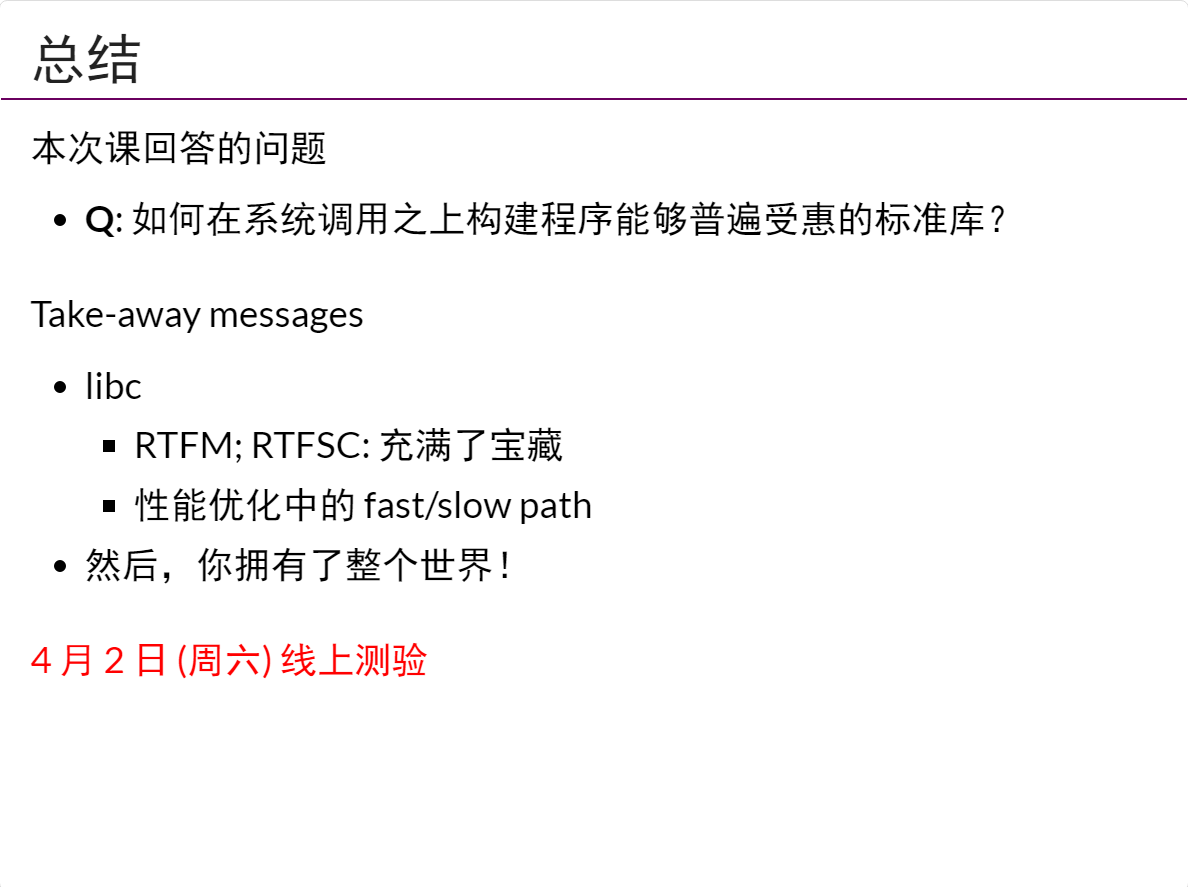 总结
本次课回答的问题
Q: 如何在系统调用之上构建程序能够普遍受惠的标准库？
Take-away messages
libc
RTFM; RTFSC: 充满了宝藏
性能优化中的 fast/slow path
然后，你拥有了整个世界！
4 月 2 日 (周六) 线上测验